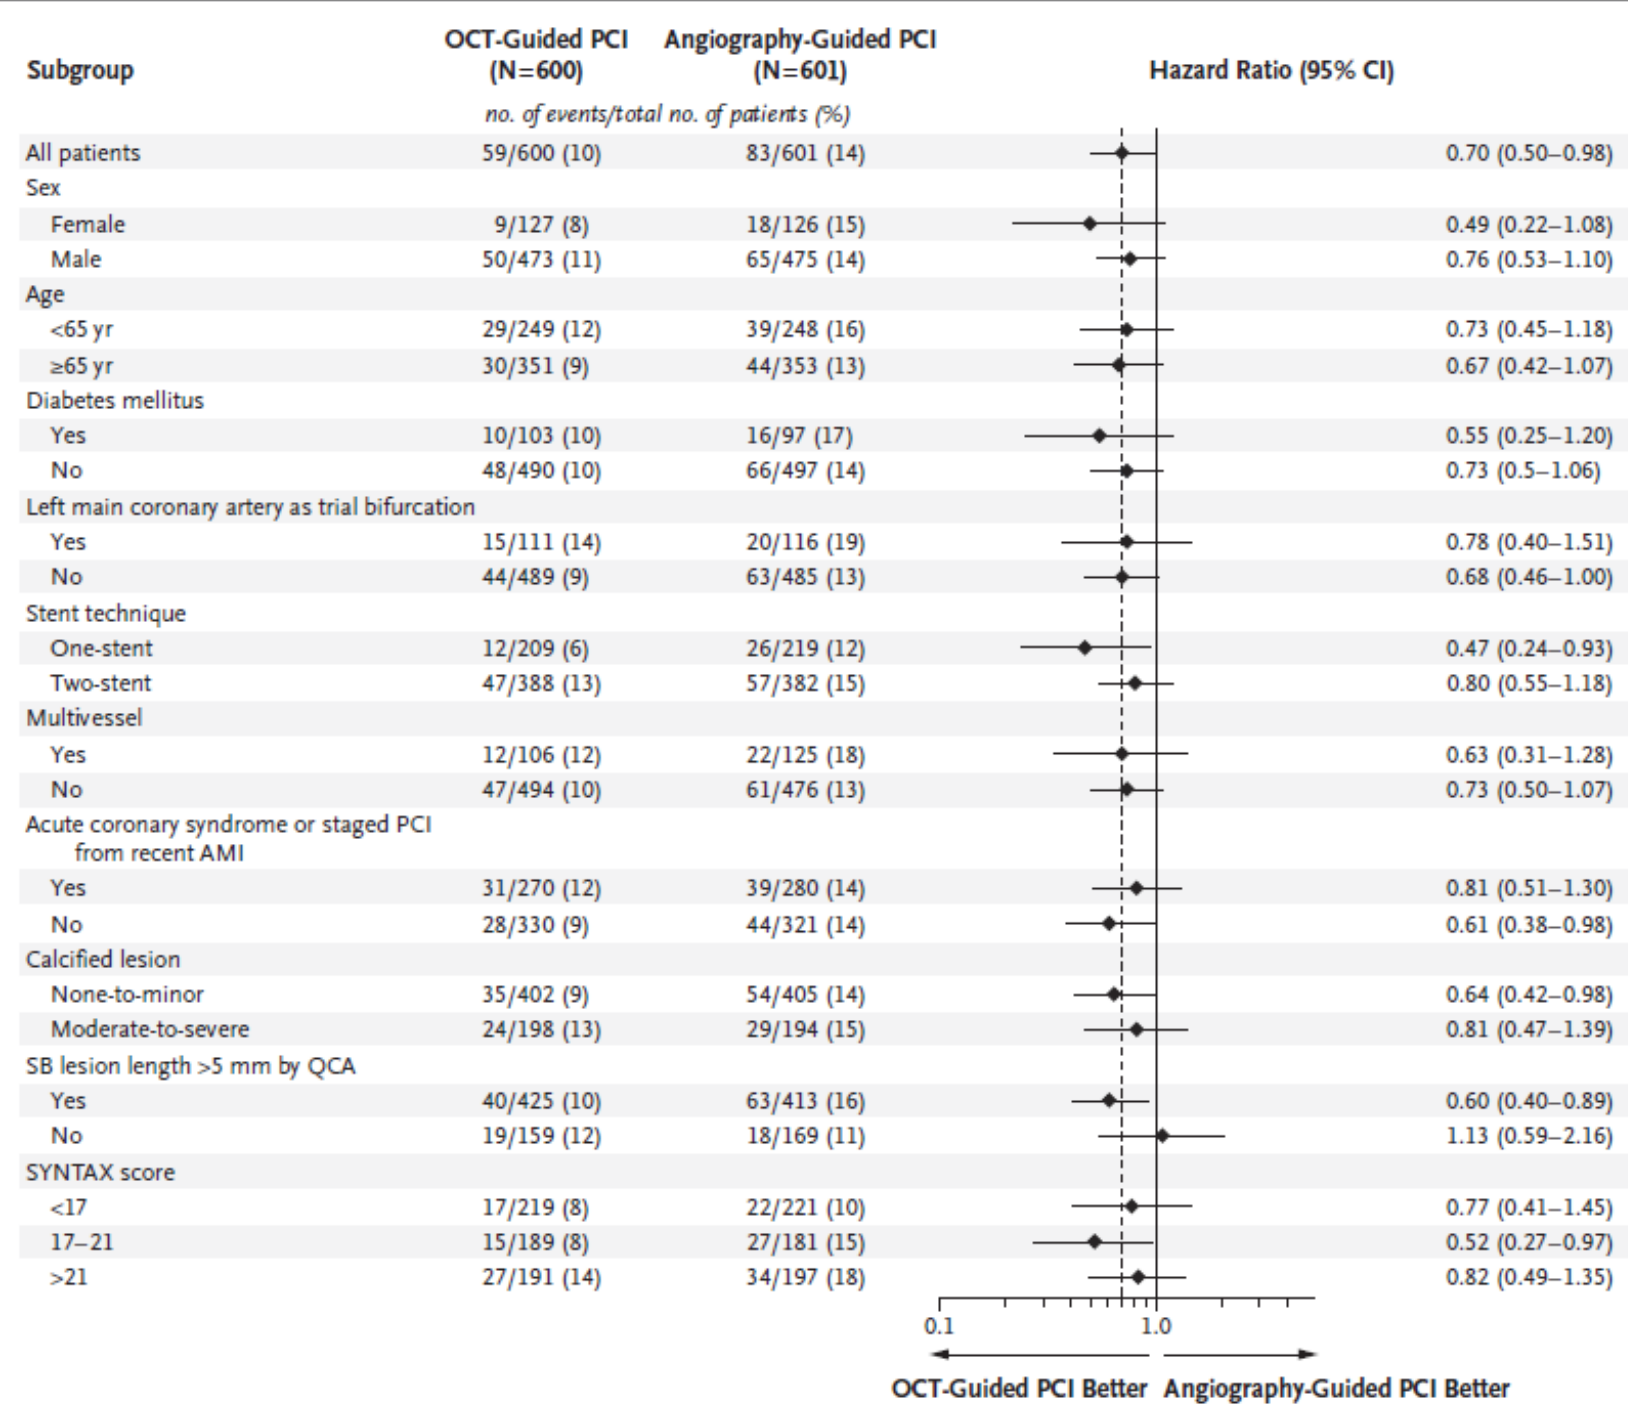 OCT-Guided PCI Angiography-Guided PCI
Subgroup (N=600) (N=601) Hazard Ratio (95% CI)
no. of events/total no. of patients (%)
All patients 59/600 (10) 83/601 (14) 0.70 (0.50–0.98)
Sex
Female 9/127 (8) 18/126 (15) 0.49 (0.22–1.08)
Male 50/473 (11) 65/475 (14) 0.76 (0.53–1.10)
Age
<65 yr 29/249 (12) 39/248 (16) 0.73 (0.45–1.18)
≥65 yr 30/351 (9) 44/353 (13) 0.67 (0.42–1.07)
Diabetes mellitus
Yes 10/103 (10) 16/97 (17) 0.55 (0.25–1.20)
No 48/490 (10) 66/497 (14) 0.73 (0.5–1.06)
Left main coronary artery as trial bifurcation
Yes 15/111 (14) 20/116 (19) 0.78 (0.40–1.51)
No 44/489 (9) 63/485 (13) 0.68 (0.46–1.00)
Stent technique
One-stent 12/209 (6) 26/219 (12) 0.47 (0.24–0.93)
Two-stent 47/388 (13) 57/382 (15) 0.80 (0.55–1.18)
Multivessel
Yes 12/106 (12) 22/125 (18) 0.63 (0.31–1.28)
No 47/494 (10) 61/476 (13) 0.73 (0.50–1.07)
Acute coronary syndrome or staged PCI
from recent AMI
Yes 31/270 (12) 39/280 (14) 0.81 (0.51–1.30)
No 28/330 (9) 44/321 (14) 0.61 (0.38–0.98)
Calcified lesion
None-to-minor 35/402 (9) 54/405 (14) 0.64 (0.42–0.98)
Moderate-to-severe 24/198 (13) 29/194 (15) 0.81 (0.47–1.39)
SB lesion length >5 mm by QCA
Yes 40/425 (10) 63/413 (16) 0.60 (0.40–0.89)
No 19/159 (12) 18/169 (11) 1.13 (0.59–2.16)
SYNTAX score
<17 17/219 (8) 22/221 (10) 0.77 (0.41–1.45)
17–21 15/189 (8) 27/181 (15) 0.52 (0.27–0.97)
>21 27/191 (14) 34/197 (18) 0.82 (0.49–1.35)
0.1 1.0
OCT-Guided PCI Better Angiography-Guided PCI Better